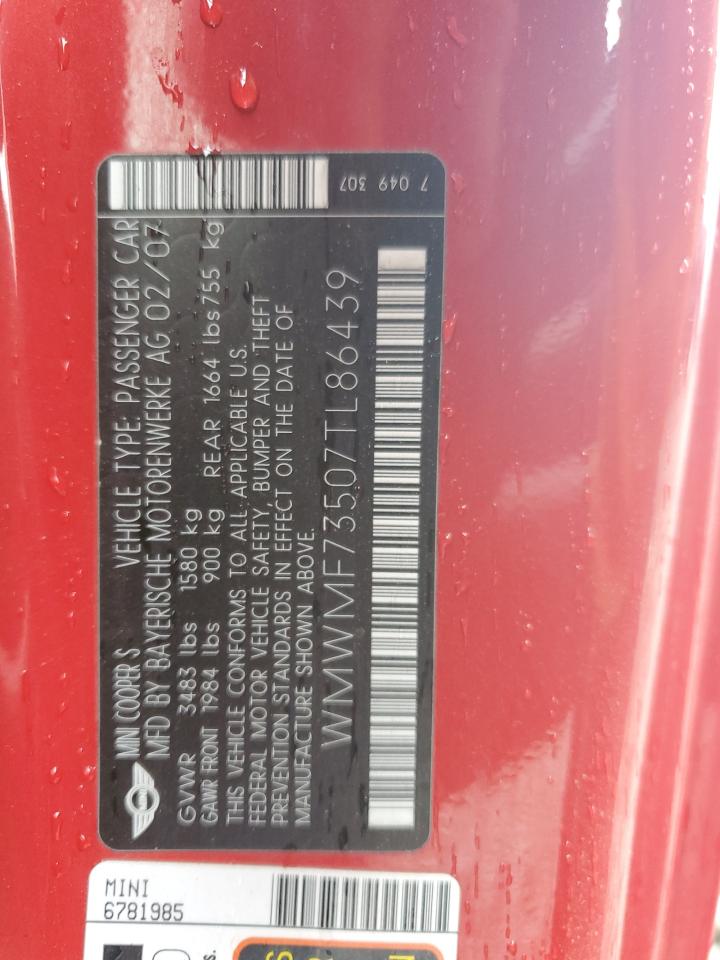 MINI COOPER S VEHICLE TYPE: PASSENGER CAR
MFD BY BAYERISCHE MOTORENWERKE AG 02/07
GVWR 3483 lbs 1580 kg
GAWR FRONT 1984 lbs 900 kg REAR 1664 lbs 755 kg
THIS VEHICLE CONFORMS TO ALL APPLICABLE U.S.
FEDERAL MOTOR VEHICLE SAFETY, BUMPER AND THEFT
PREVENTION STANDARDS IN EFFECT ON THE DATE OF
MANUFACTURE SHOWN ABOVE.
WMWMF73507TL86439
7 049 307
MINI
6781985